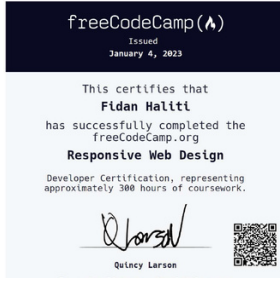 freeCodeCamp(🔥)
Issued
January 4, 2023
This certifies that
Fidan Haliti
has successfully completed the
freeCodeCamp.org
Responsive Web Design
Developer Certification, representing
approximately 300 hours of coursework.
Quincy Larson